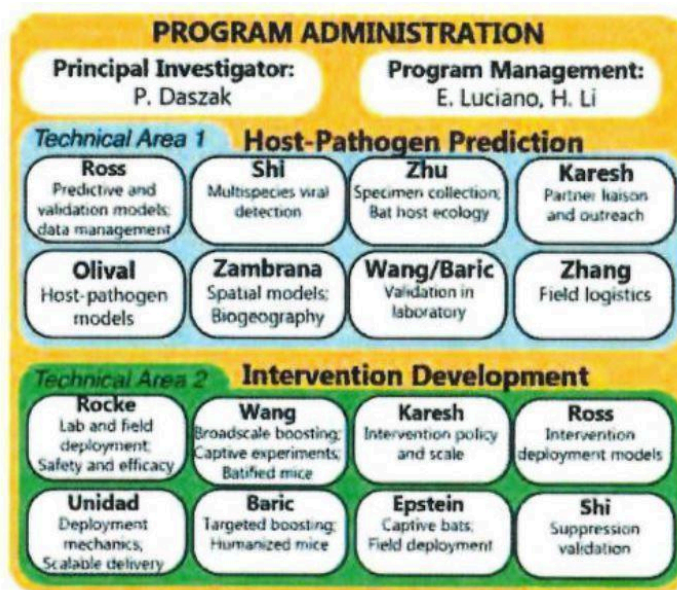 PROGRAM ADMINISTRATION
Principal Investigator:
P. Daszak
Program Management:
E. Luciano, H. Li
Technical Area 1
Host-Pathogen Prediction
Ross
Predictive and
validation models;
data management
Shi
Multispecies viral
detection
Zhu
Specimen collection;
Bat host ecology
Karesh
Partner liaison
and outreach
Olival
Host-pathogen
models
Zambrana
Spatial models;
Biogeography
Wang/Baric
Validation in
laboratory
Zhang
Field logistics
Technical Area 2
Intervention Development
Rocke
Lab and field
deployment;
Safety and efficacy
Wang
Broadscale boosting;
Captive experiments;
Batified mice
Karesh
Intervention policy
and scale
Ross
Intervention
deployment models
Unidad
Deployment
mechanics,
Scalable delivery
Baric
Targeted boosting;
Humanized mice
Epstein
Captive bats;
Field deployment
Shi
Suppression
validation